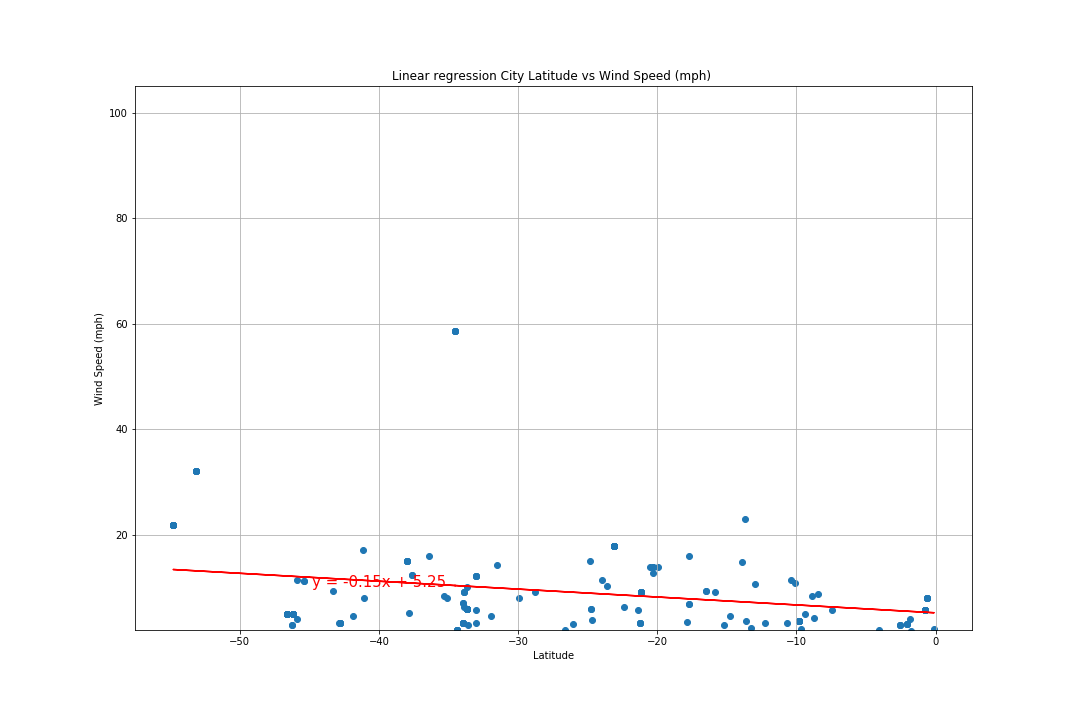 Linear regression City Latitude vs Wind Speed (mph)
100
80
60
40
20
Wind Speed (mph)
y = -0.15x + 5.25
−50 −40 −30 −20 −10 0
Latitude